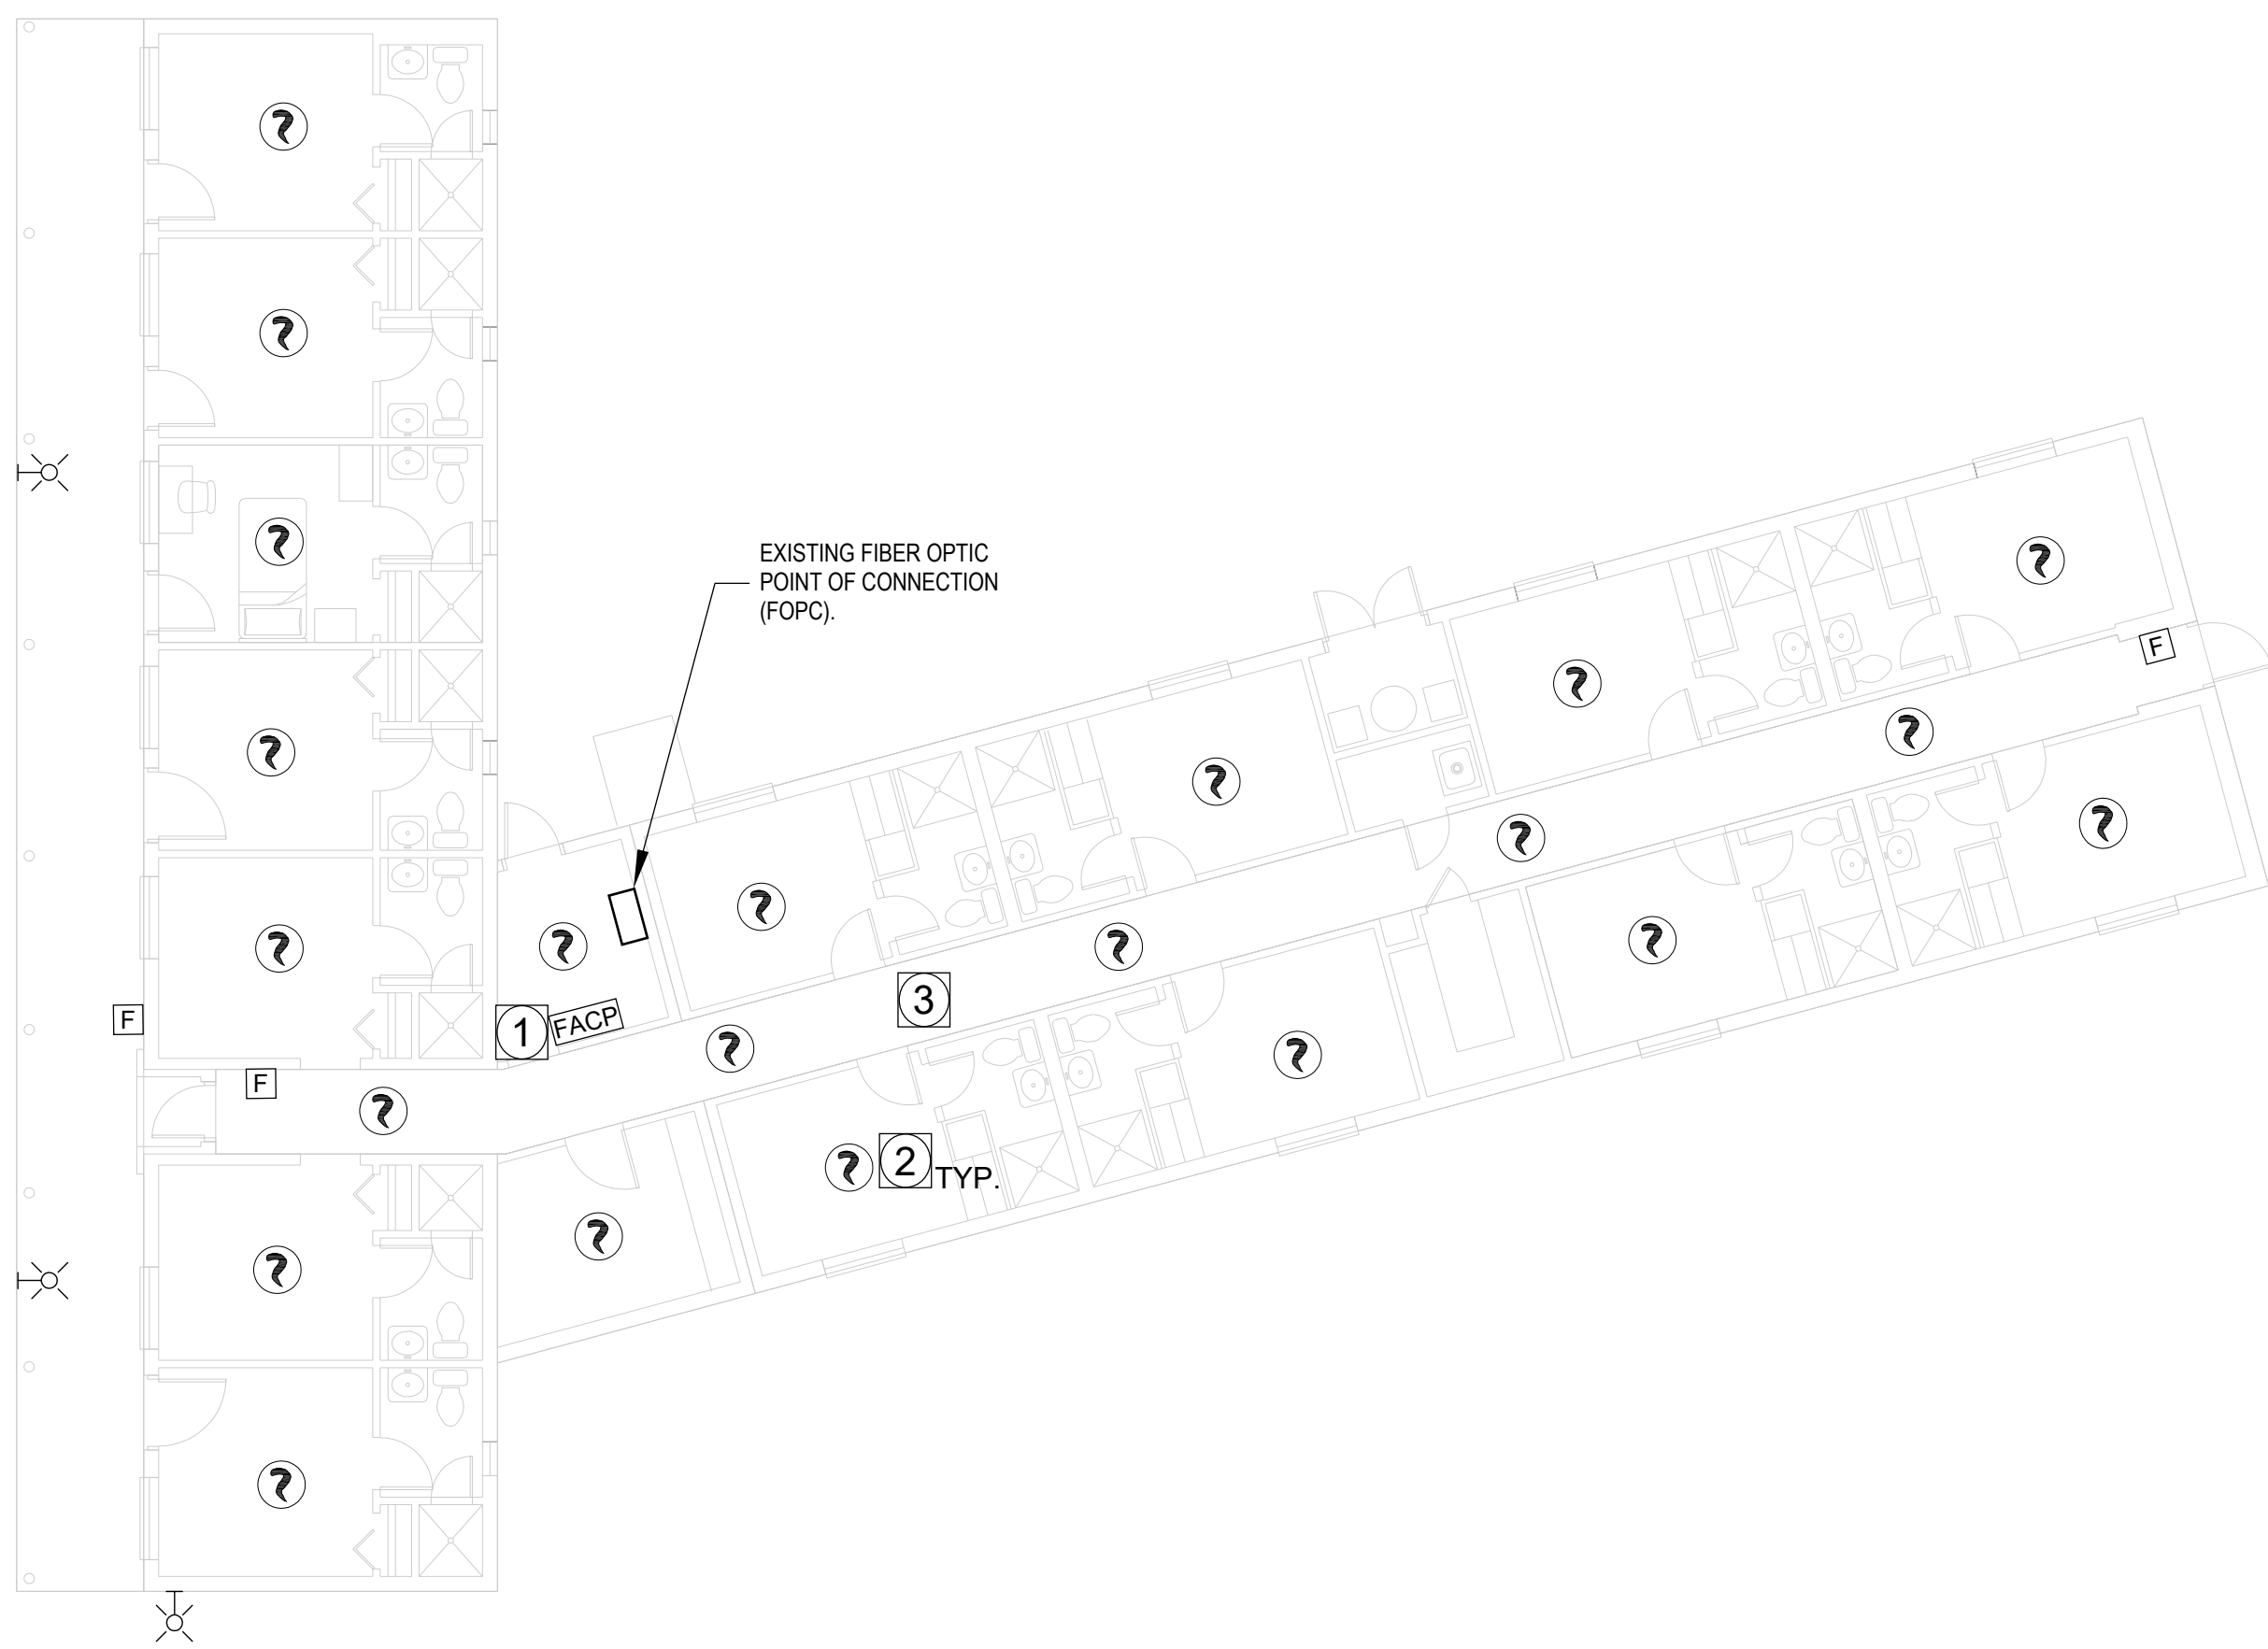 EXISTING FIBER OPTIC
POINT OF CONNECTION
(FOPC).
F
3
F
1
FACP
F
2
TYP.